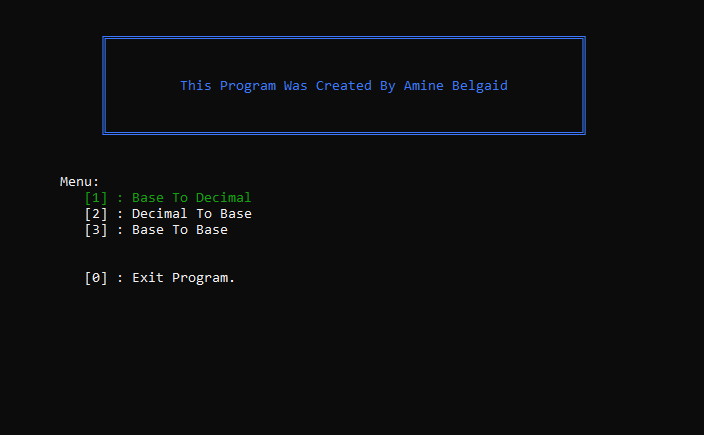 This Program Was Created By Amine Belgaid
Menu:
[1] : Base To Decimal
[2] : Decimal To Base
[3] : Base To Base
[0] : Exit Program.